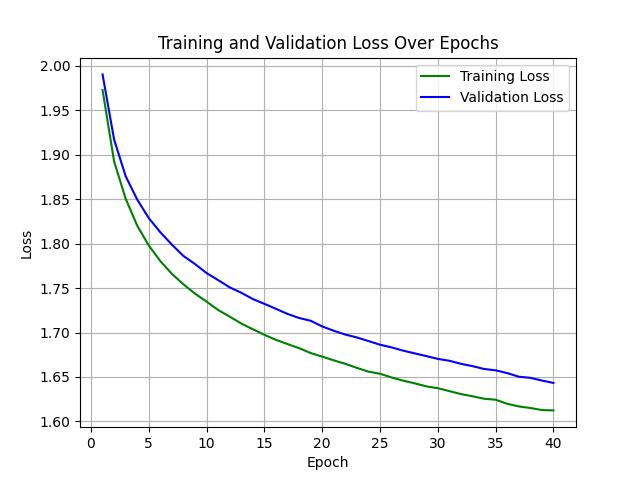 Training and Validation Loss Over Epochs
Training Loss
Validation Loss
2.00
1.95
1.90
1.85
1.80
1.75
1.70
1.65
1.60
Loss
0 5 10 15 20 25 30 35 40
Epoch